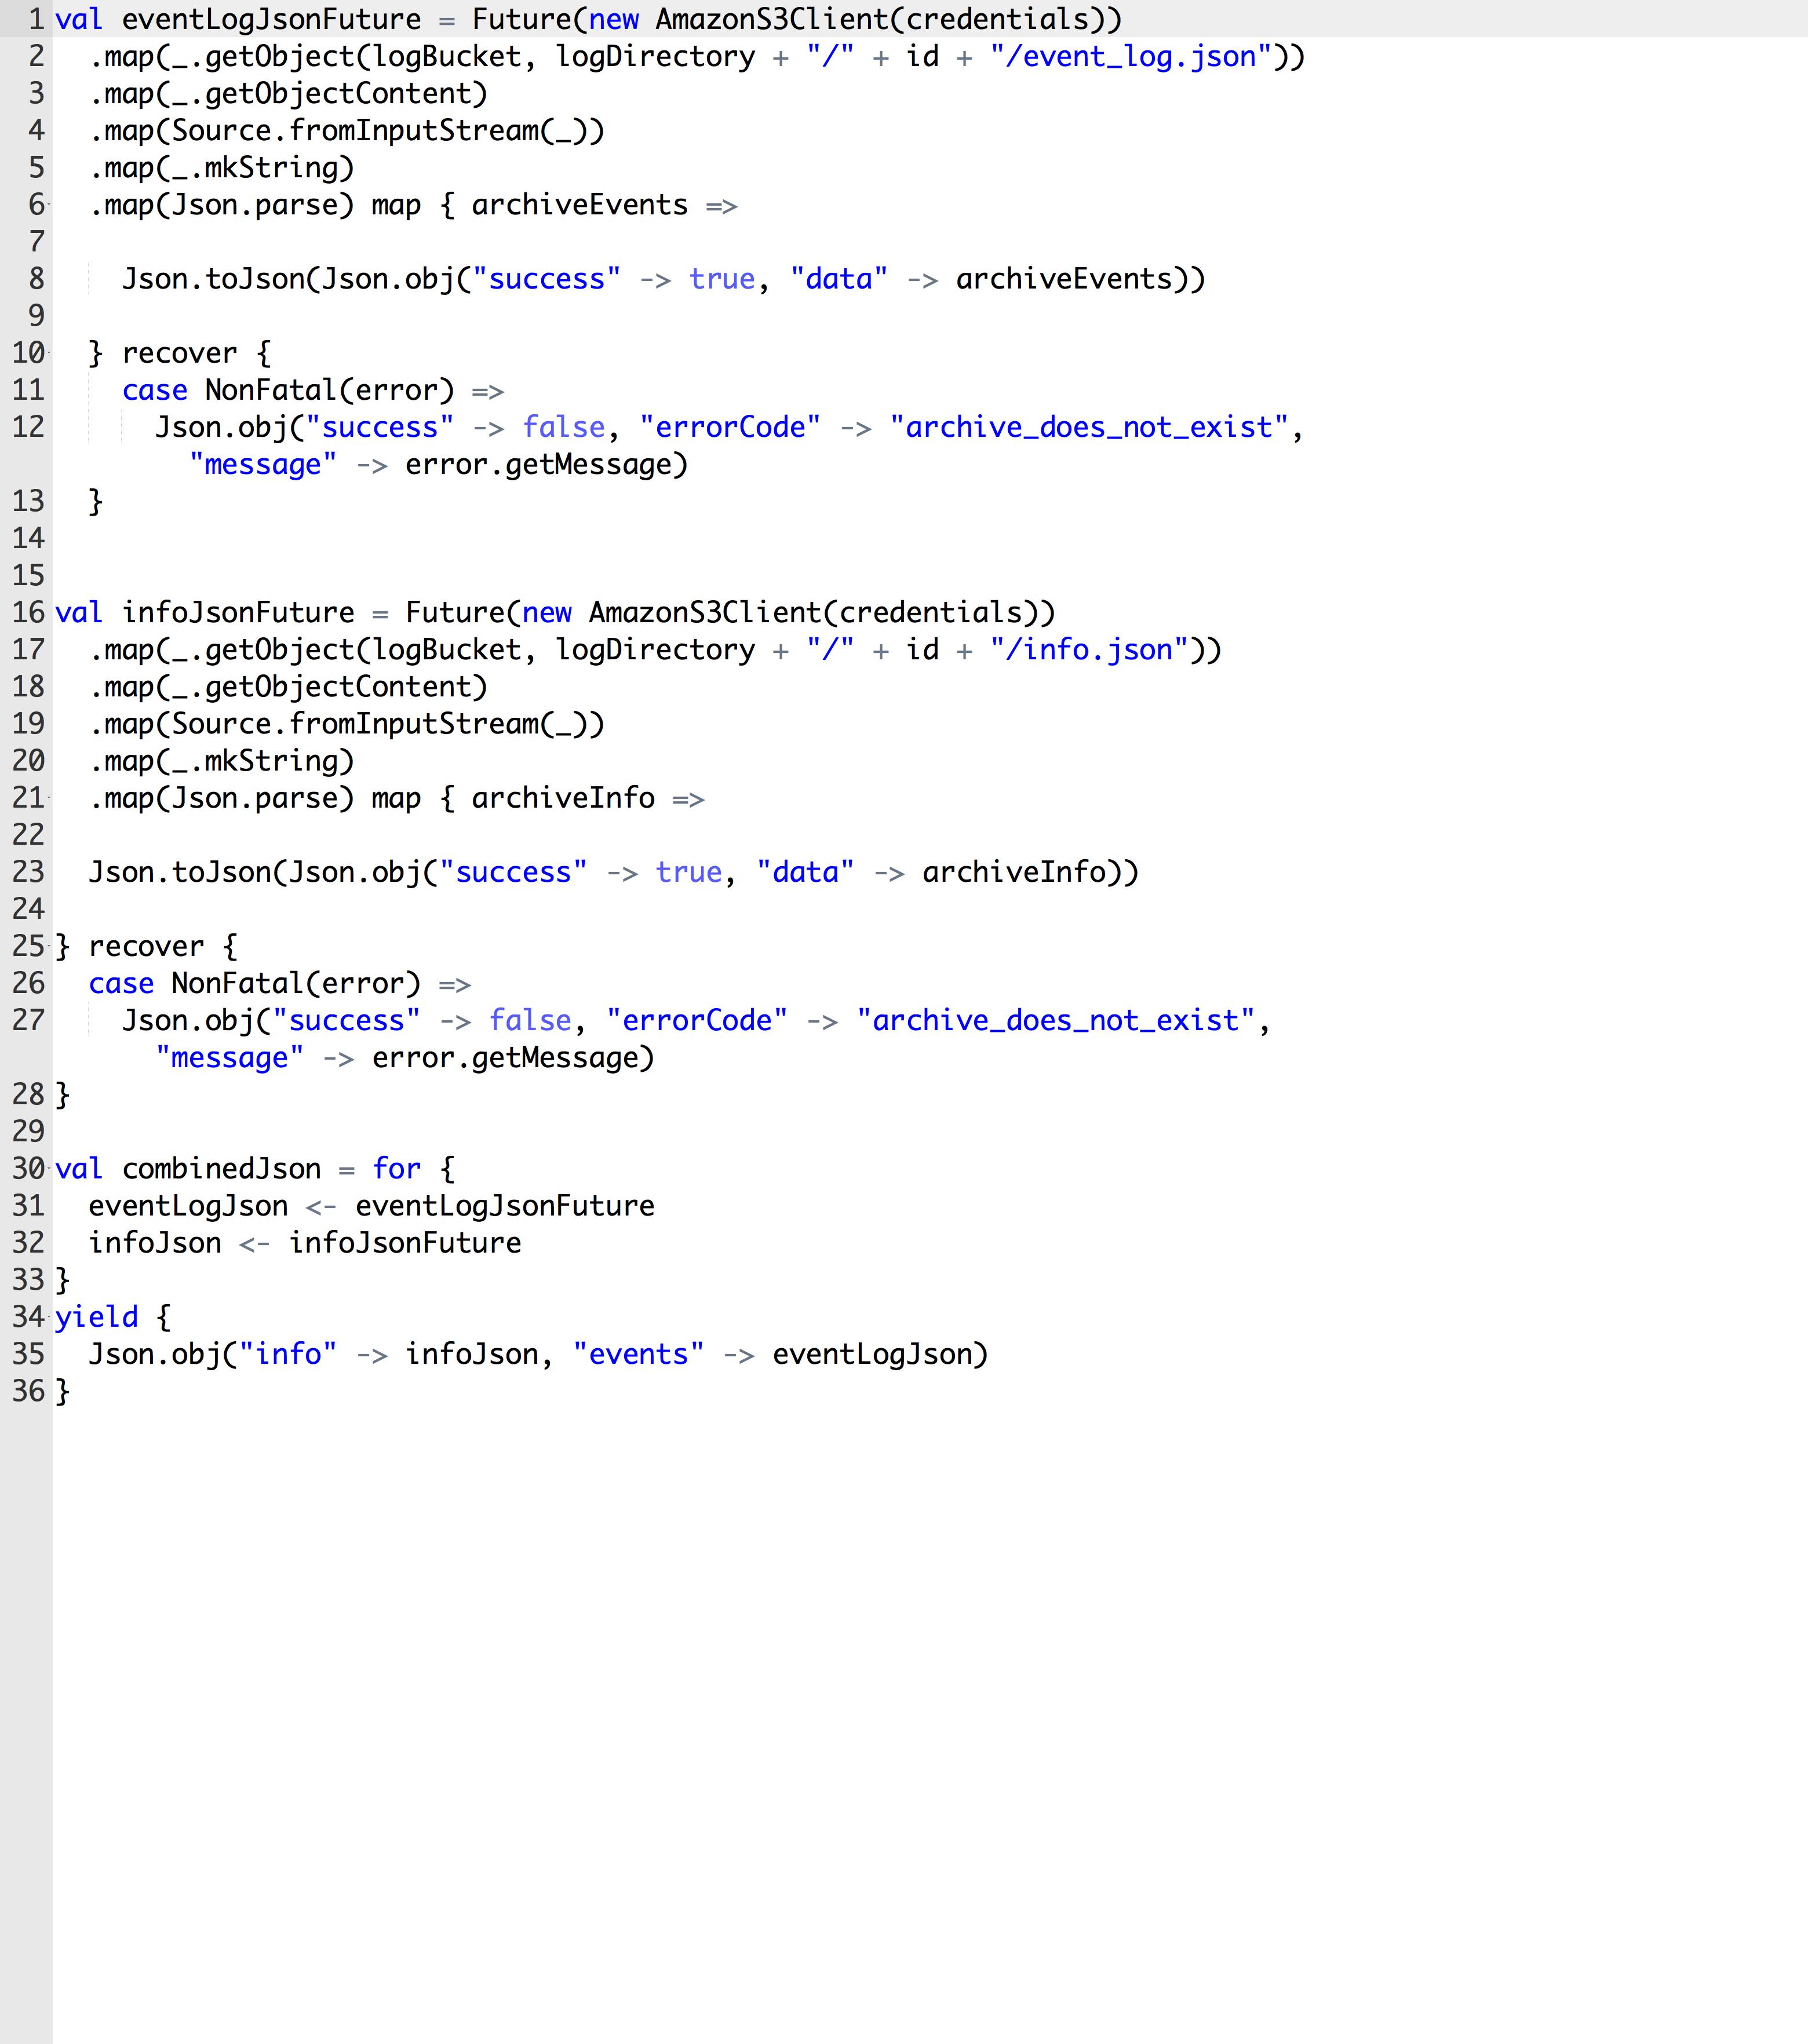 1 val eventLogJsonFuture = Future(new AmazonS3Client(credentials))
2   .map(_.getObject(logBucket, logDirectory + "/" + id + "/event_log.json"))
3   .map(_.getObjectContent)
4   .map(Source.fromInputStream(_))
5   .map(_.mkString)
6   .map(Json.parse) map { archiveEvents =>
7
8     Json.toJson(Json.obj("success" -> true, "data" -> archiveEvents))
9
10   } recover {
11     case NonFatal(error) =>
12       Json.obj("success" -> false, "errorCode" -> "archive_does_not_exist",
        "message" -> error.getMessage)
13   }
14
15
16 val infoJsonFuture = Future(new AmazonS3Client(credentials))
17   .map(_.getObject(logBucket, logDirectory + "/" + id + "/info.json"))
18   .map(_.getObjectContent)
19   .map(Source.fromInputStream(_))
20   .map(_.mkString)
21   .map(Json.parse) map { archiveInfo =>
22
23   Json.toJson(Json.obj("success" -> true, "data" -> archiveInfo))
24
25 } recover {
26   case NonFatal(error) =>
27     Json.obj("success" -> false, "errorCode" -> "archive_does_not_exist",
      "message" -> error.getMessage)
28 }
29
30 val combinedJson = for {
31   eventLogJson <- eventLogJsonFuture
32   infoJson <- infoJsonFuture
33 }
34 yield {
35   Json.obj("info" -> infoJson, "events" -> eventLogJson)
36 }